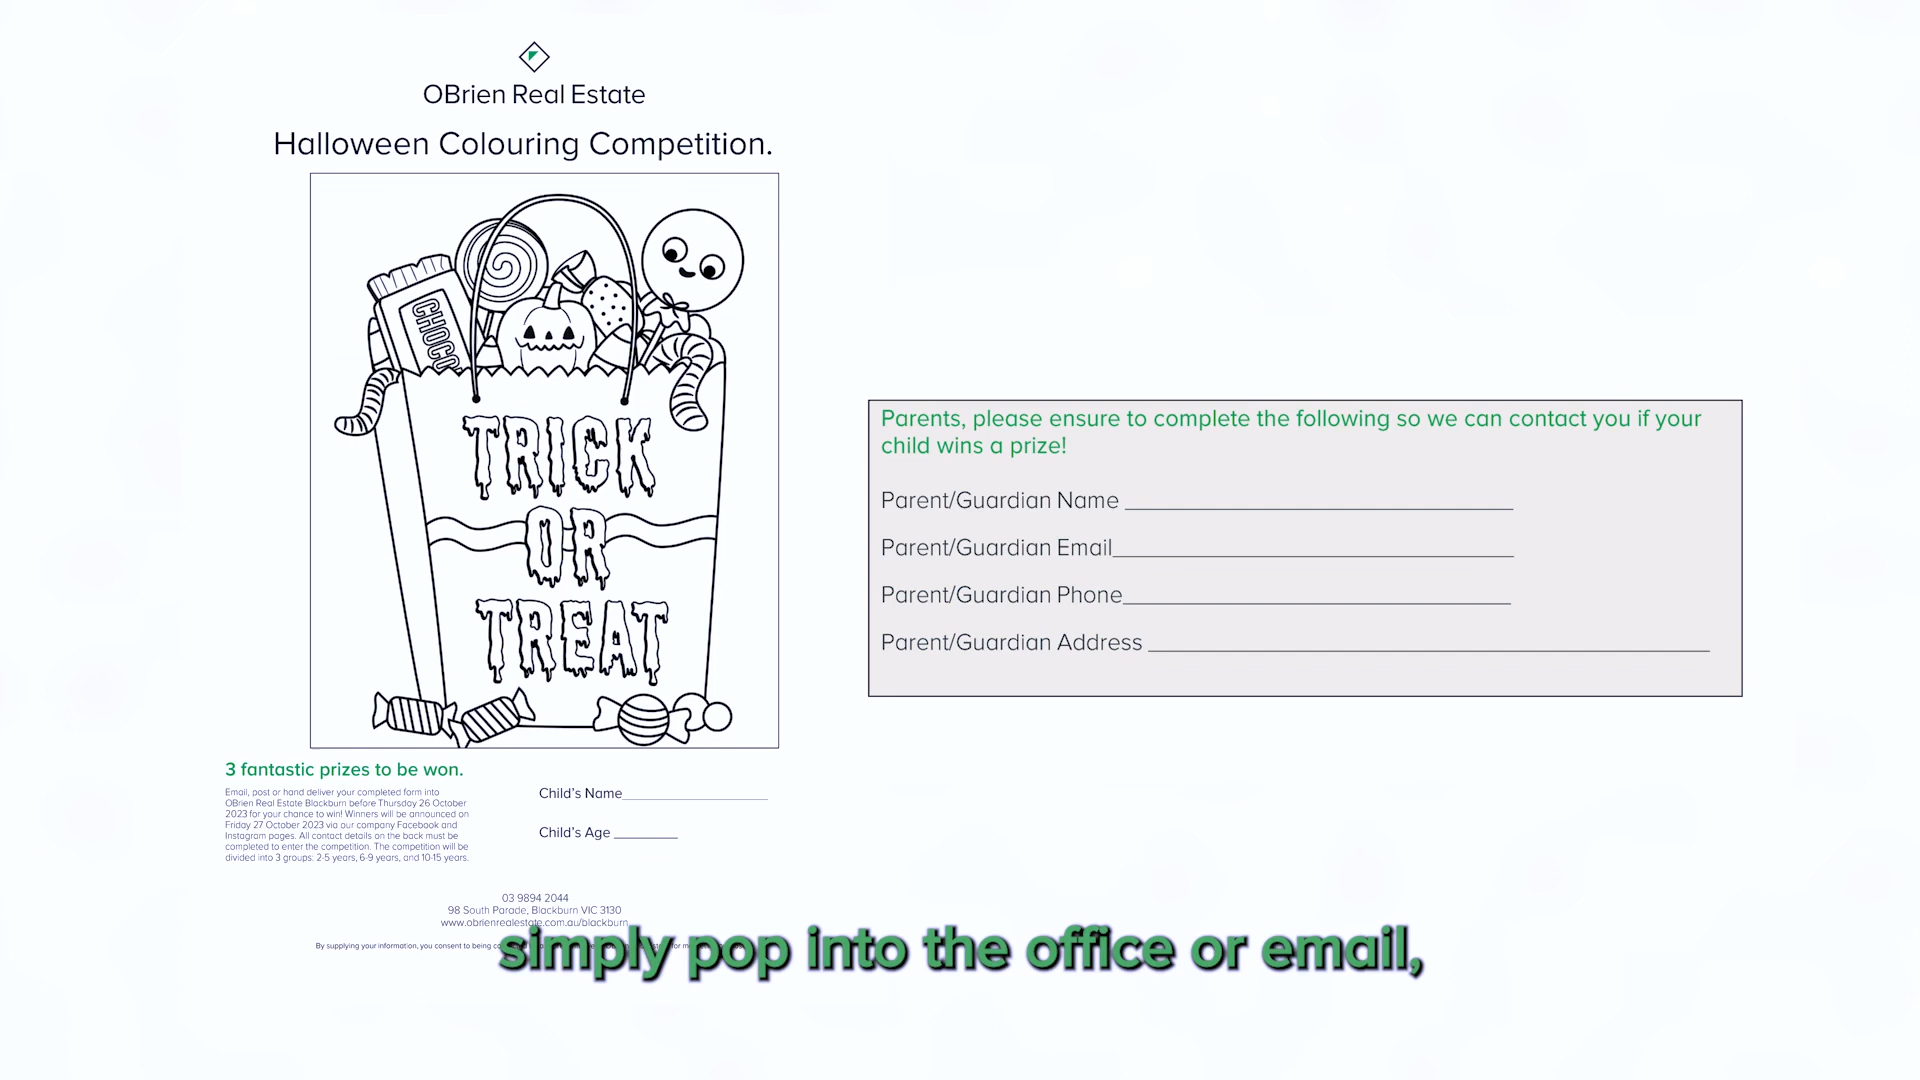 OBrien Real Estate
Halloween Colouring Competition.
CHOCO
TRICK
OR
TREAT
3 fantastic prizes to be won.
Email, post or hand deliver your completed form into
OBrien Real Estate Blackburn before Thursday 26 October
2023 for your chance to win! Winners will be announced on
Friday 27 October 2023 via our company Facebook and
Instagram pages. All contact details on the back must be
completed to enter the competition. The competition will be
divided into 3 groups: 2-5 years, 6-9 years, and 10-15 years.
Child's Name
Child's Age
03 9894 2044
98 South Parade, Blackburn VIC 3130
www.obrienrealestate.com.au/blackburn
By supplying your information, you consent to being
Parents, please ensure to complete the following so we can contact you if your
child wins a prize!
Parent/Guardian Name
Parent/Guardian Email
Parent/Guardian Phone
Parent/Guardian Address
simply pop into the office or email,